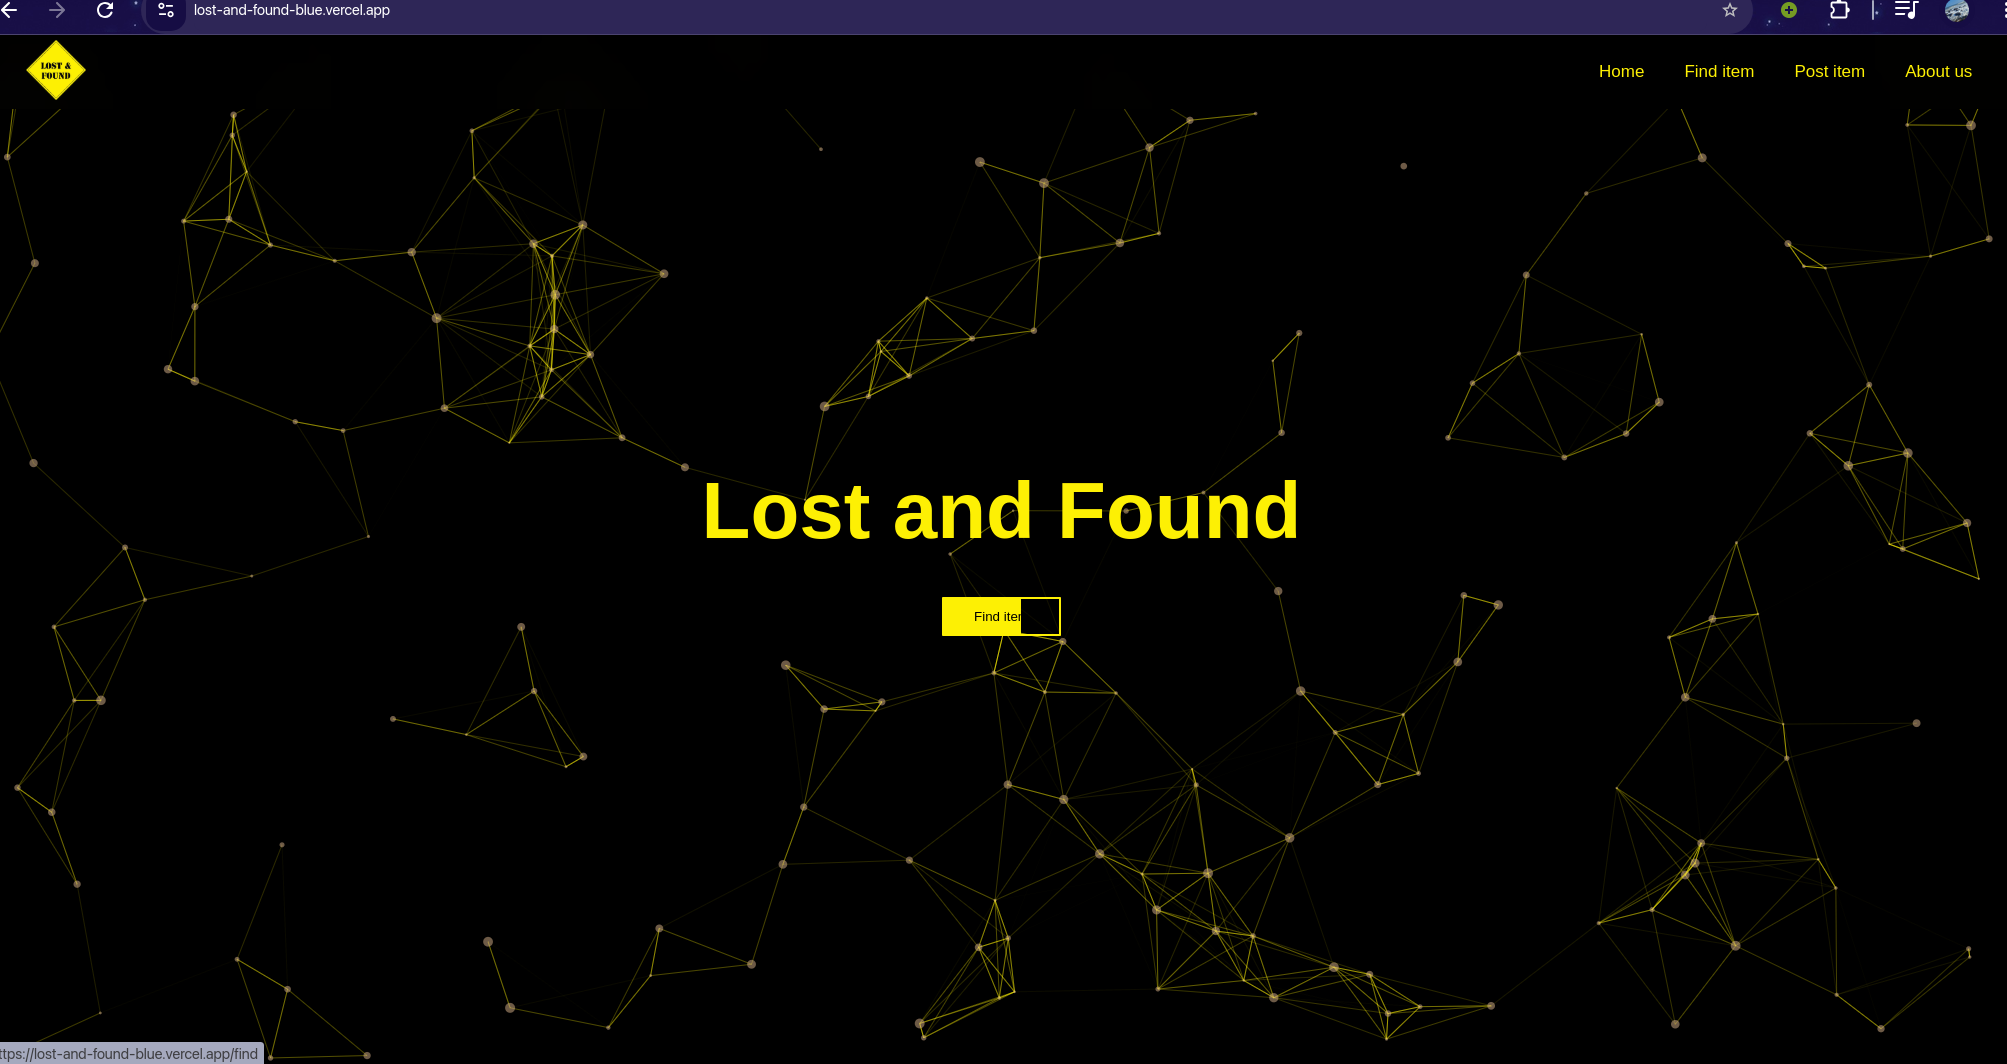 lost-and-found-blue.vercel.app
LOST &
FOUND
Home Find item Post item About us
Lost and Found
Find iter
ttps://lost-and-found-blue.vercel.app/find